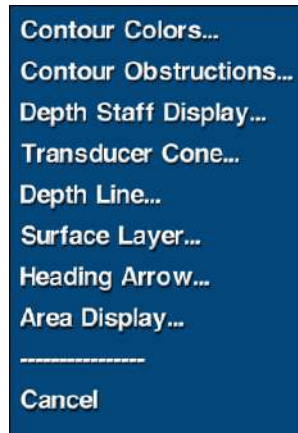 Contour Colors...
Contour Obstructions...
Depth Staff Display...
Transducer Cone...
Depth Line...
Surface Layer...
Heading Arrow...
Area Display...
----------------
Cancel